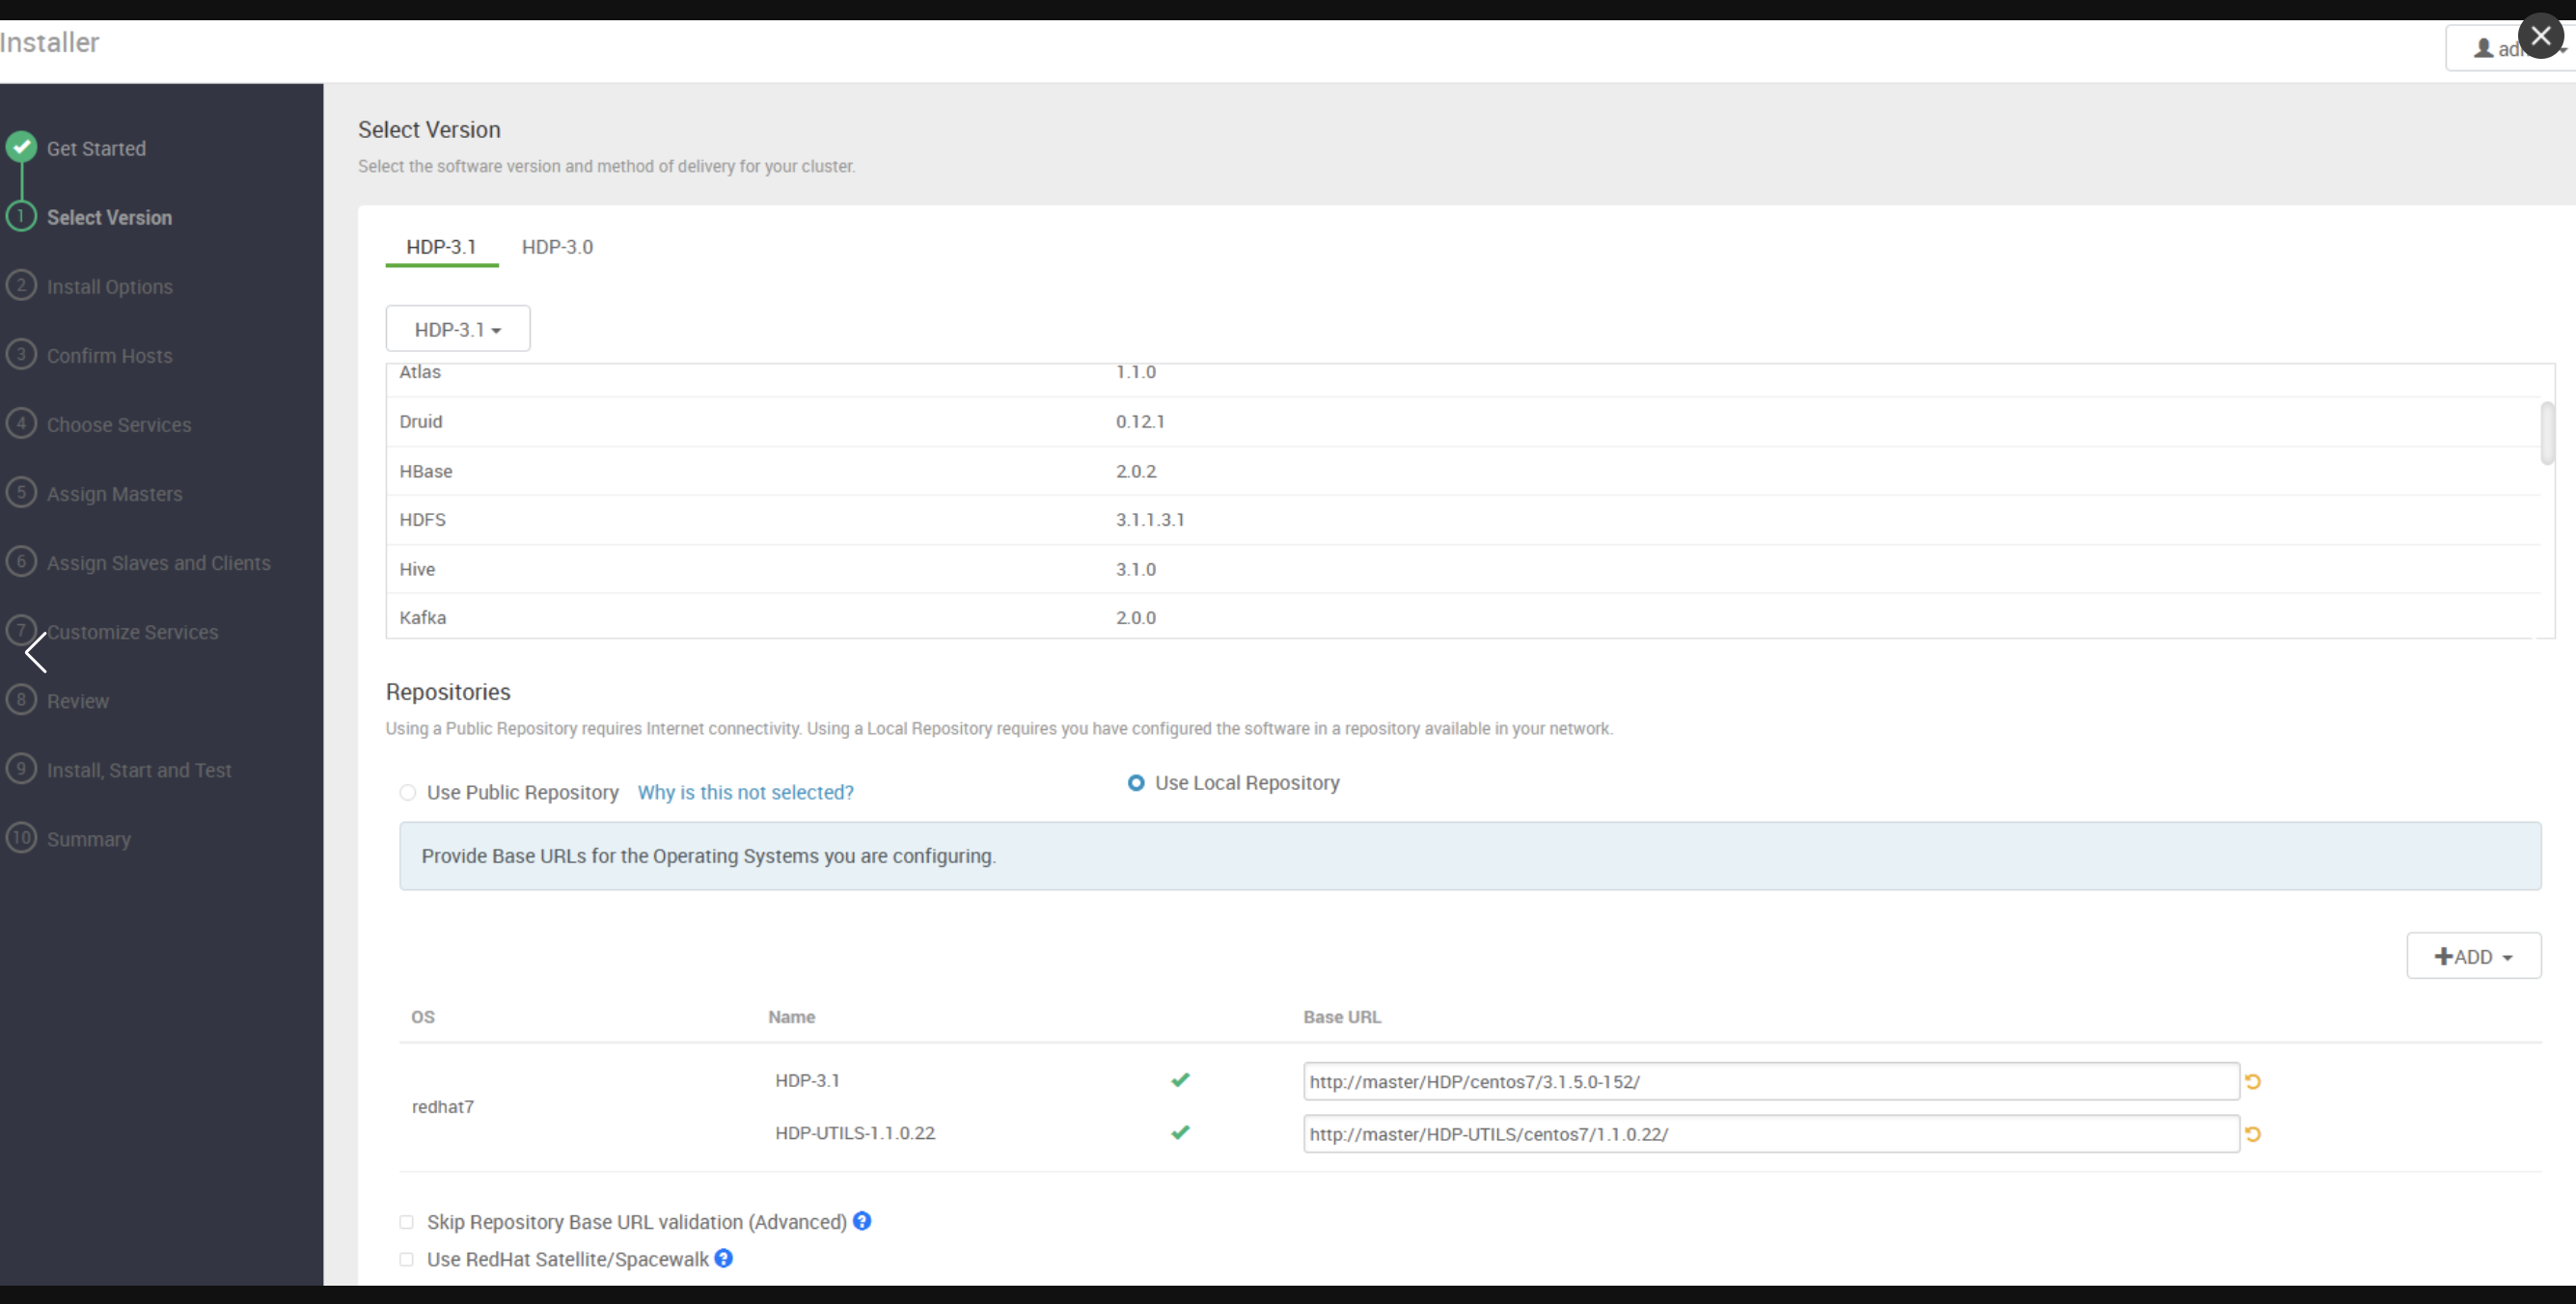 Installer
Get Started
1 Select Version
2 Install Options
3 Confirm Hosts
4 Choose Services
5 Assign Masters
6 Assign Slaves and Clients
7 Customize Services
8 Review
9 Install, Start and Test
10 Summary
Select Version
Select the software version and method of delivery for your cluster.
HDP-3.1 HDP-3.0
HDP-3.1
Atlas 1.1.0
Druid 0.12.1
HBase 2.0.2
HDFS 3.1.1.3.1
Hive 3.1.0
Kafka 2.0.0
Repositories
Using a Public Repository requires Internet connectivity. Using a Local Repository requires you have configured the software in a repository available in your network.
Use Public Repository Why is this not selected? Use Local Repository
Provide Base URLs for the Operating Systems you are configuring.
ADD
OS Name Base URL
redhat7
HDP-3.1 http://master/HDP/centos7/3.1.5.0-152/
HDP-UTILS-1.1.0.22 http://master/HDP-UTILS/centos7/1.1.0.22/
Skip Repository Base URL validation (Advanced) ?
Use RedHat Satellite/Spacewalk ?